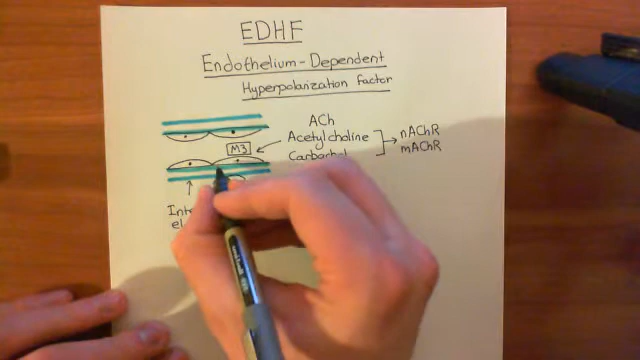 EDHF
Endothelium-Dependent
Hyperpolarization Factor
ACh
Acetylcholine
Carbachol
nAChR
mAChR
M3